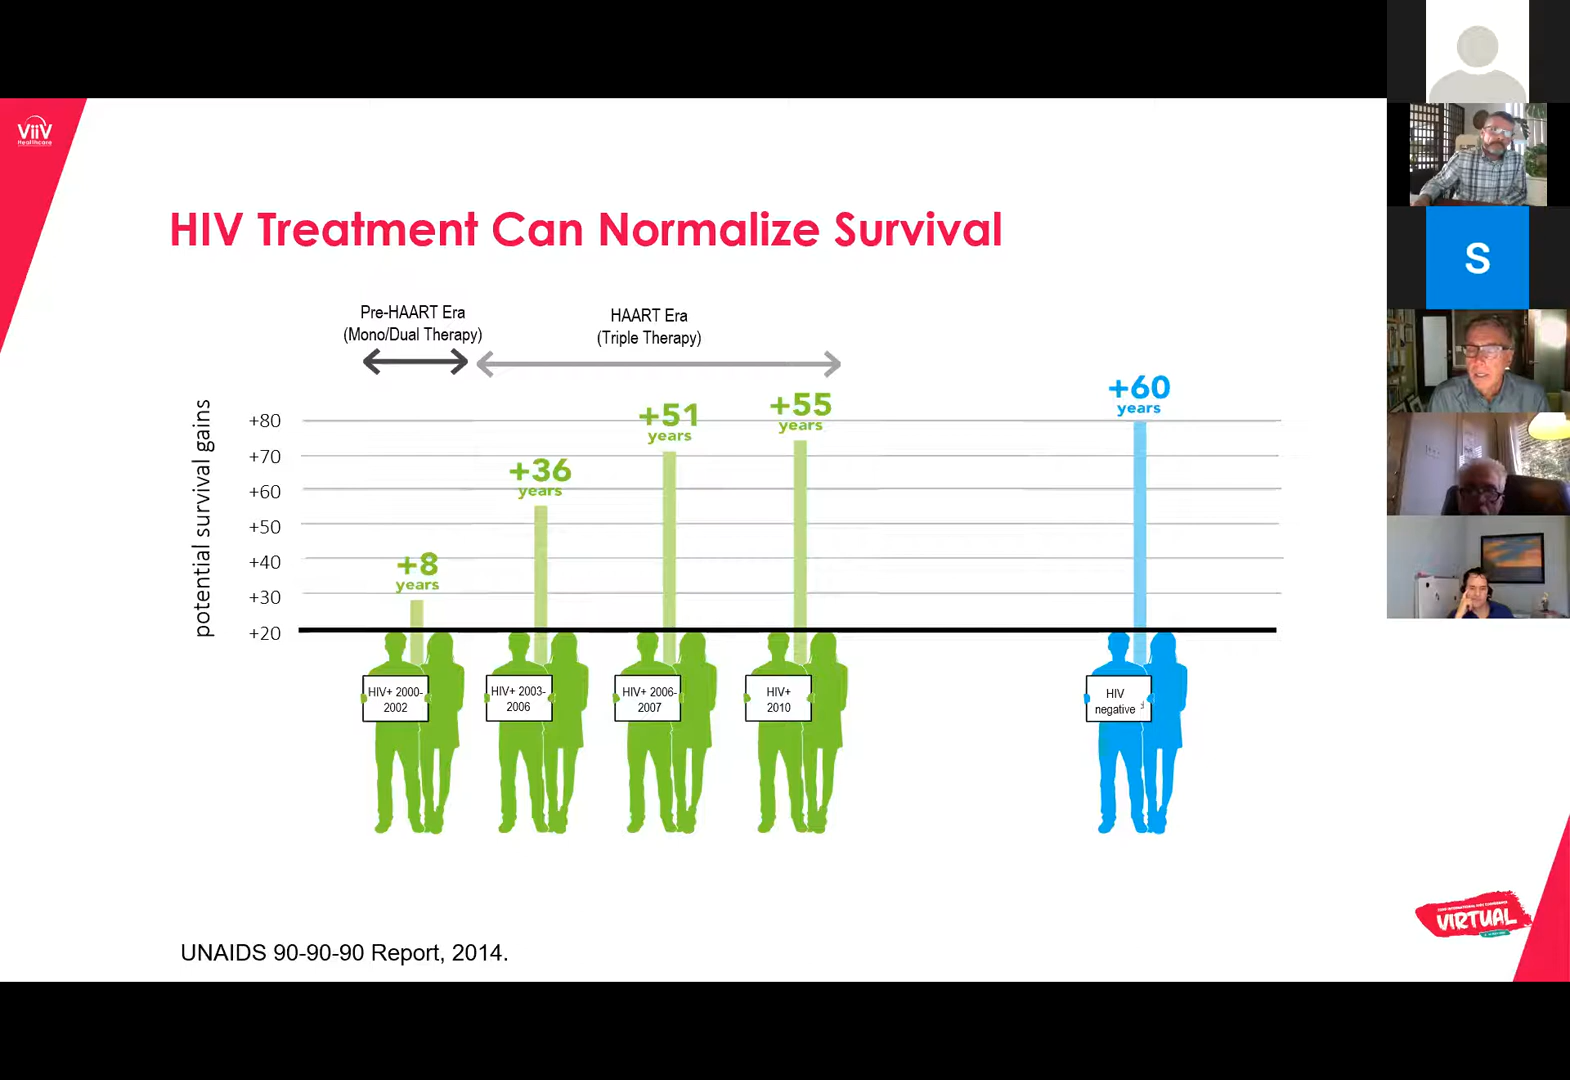 ViiV
Healthcare
HIV Treatment Can Normalize Survival
Pre-HAART Era
(Mono/Dual Therapy)
HAART Era
(Triple Therapy)
potential survival gains
+80
+70
+60
+50
+40
+30
+20
+8
years
+36
years
+51
years
+55
years
+60
years
HIV+ 2000-
2002
HIV+ 2003-
2006
HIV+ 2006-
2007
HIV+
2010
HIV
negative
UNAIDS 90-90-90 Report, 2014.
VIRTUAL
S